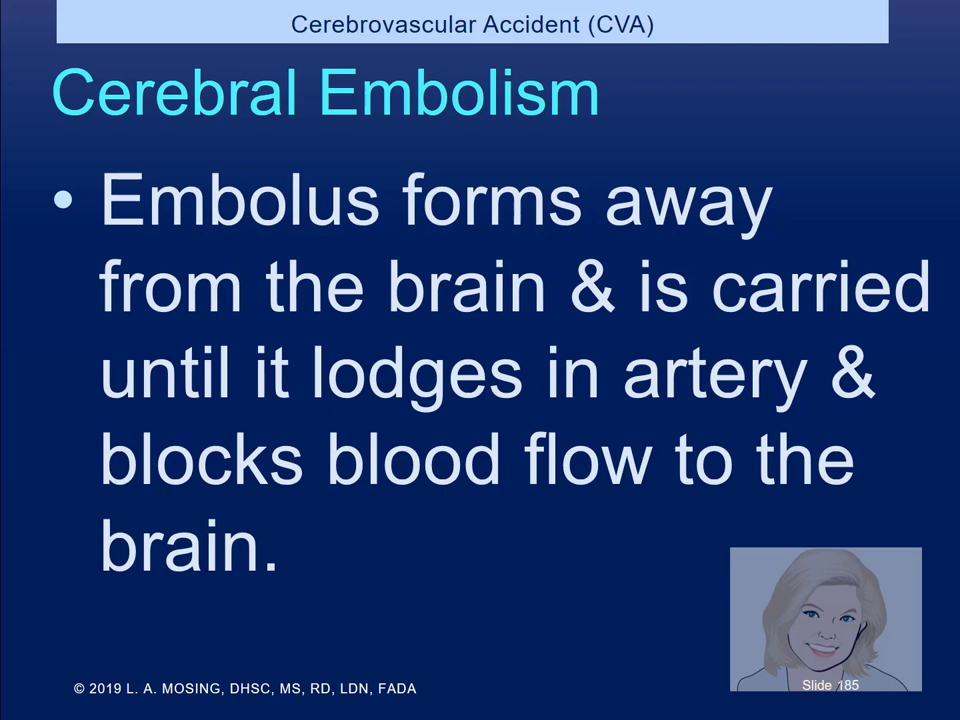 Cerebrovascular Accident (CVA)
Cerebral Embolism
• Embolus forms away
from the brain & is carried
until it lodges in artery &
blocks blood flow to the
brain.
© 2019 L. A. MOSING, DHSC, MS, RD, LDN, FADA
Slide 185